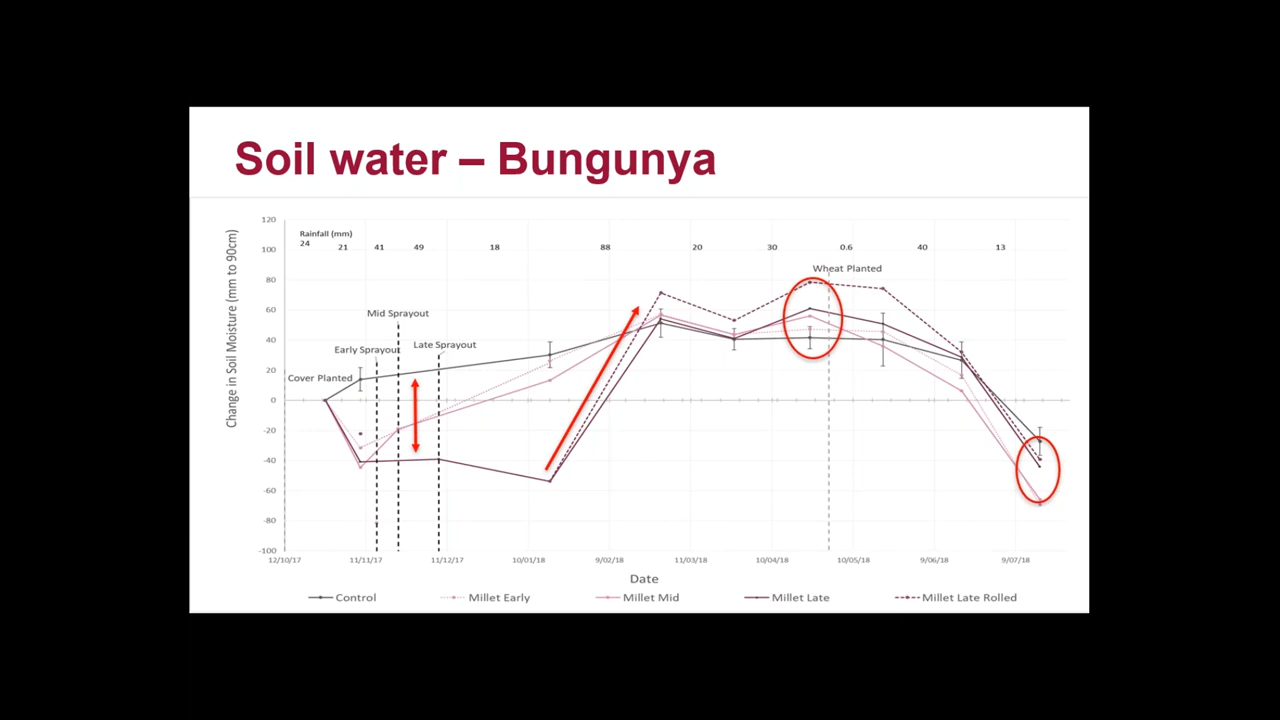 Soil water – Bungunya
Change in Soil Moisture (mm to 90cm)
120
100
80
60
40
20
0
-20
-40
-60
-80
-100
Rainfall (mm)
24
21 41 49 18 88 20 30 0.6 40 13
Wheat Planted
Mid Sprayout
Early Sprayout
Late Sprayout
Cover Planted
12/10/17 11/11/17 11/12/17 10/01/18 9/02/18 11/03/18 10/04/18 10/05/18 9/06/18 9/07/18
Date
Control Millet Early Millet Mid Millet Late Millet Late Rolled